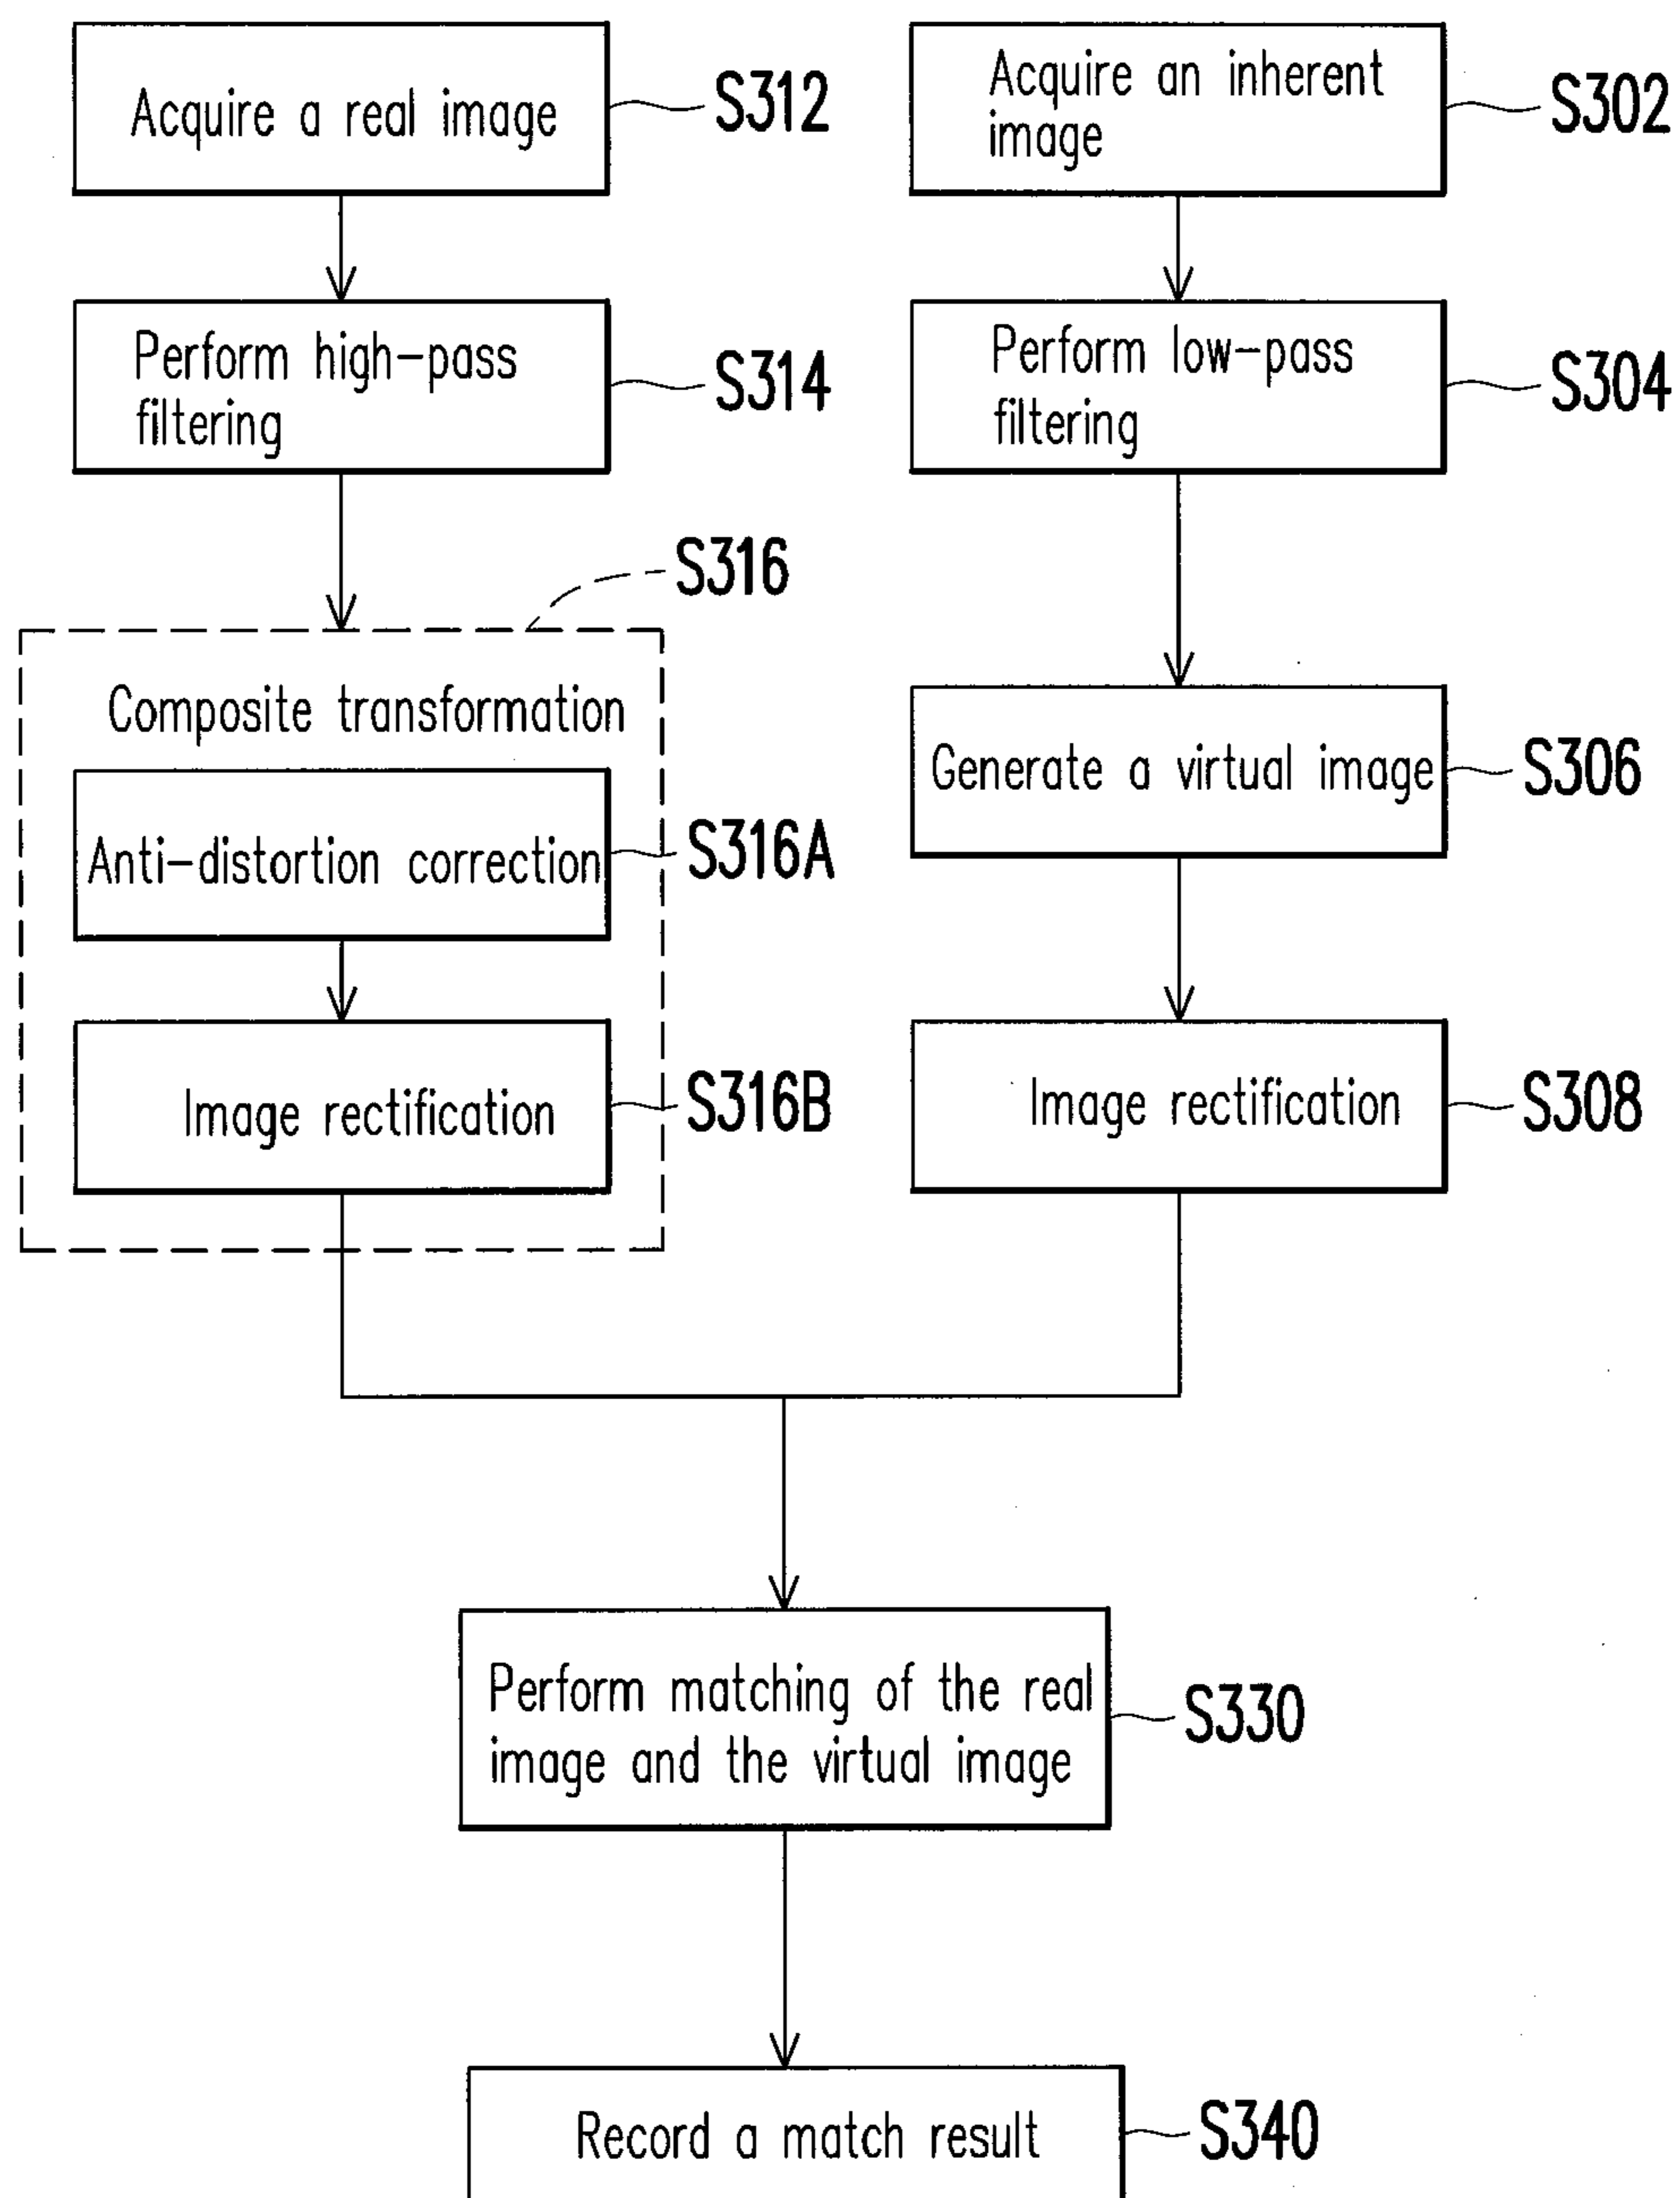 Acquire a real image
S312
Acquire an inherent
image
S302
Perform high-pass
filtering
S314
Perform low-pass
filtering
S304
S316
Composite transformation
Anti-distortion correction
S316A
Image rectification
S316B
Generate a virtual image
S306
Image rectification
S308
Perform matching of the real
image and the virtual image
S330
Record a match result
S340